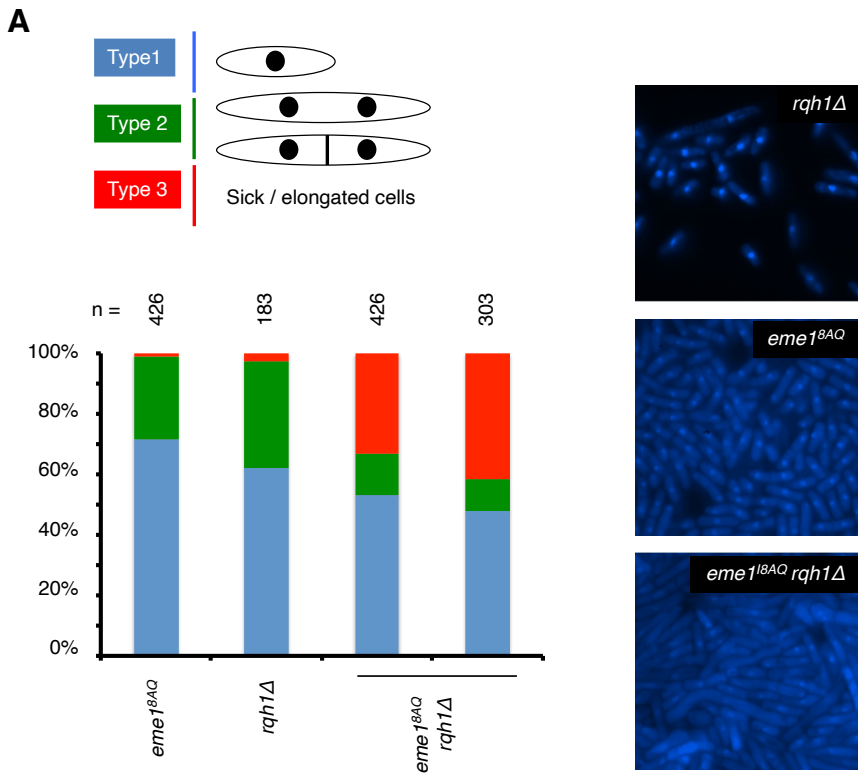 A
Type1
Type 2
Type 3
Sick / elongated cells
n =
426
183
426
303
100%
80%
60%
40%
20%
0%
eme1^8AQ
rqh1Δ
eme1^8AQ
rqh1Δ
rqh1Δ
eme1^8AQ
eme1^I8AQ rqh1Δ